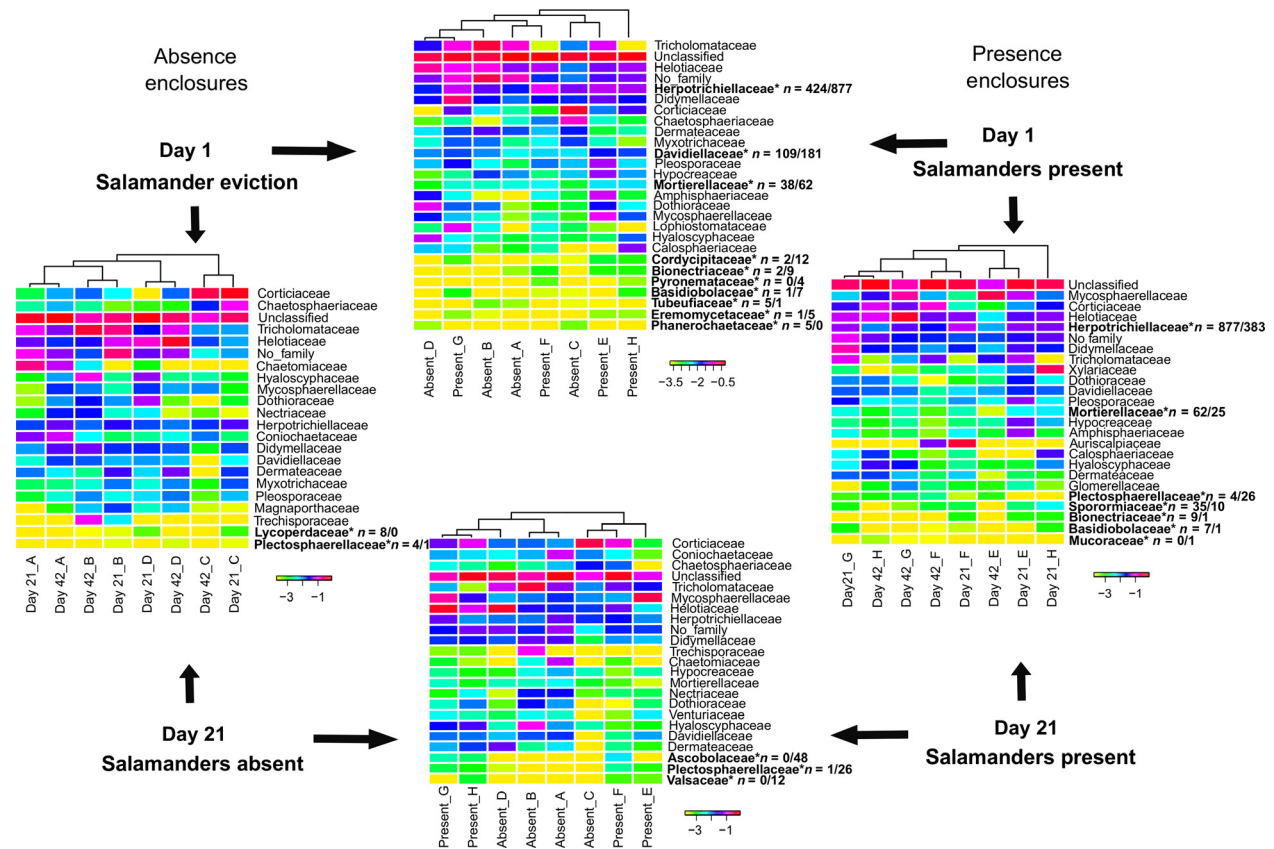 Absence
enclosures
Day 1
Salamander eviction
Presence
enclosures
Day 1
Salamanders present
Tricholomataceae
Unclassified
Helotiaceae
No_family
Herpotrichiellaceae* n = 424/877
Didymellaceae
Corticiaceae
Chaetosphaeriaceae
Dermateaceae
Myxotrichaceae
Davidiellaceae* n = 109/181
Pleosporaceae
Hypocreaceae
Mortierellaceae* n = 38/62
Amphisphaeriaceae
Dothioraceae
Mycosphaerellaceae
Lophiostomataceae
Hyaloscyphaceae
Calosphaeriaceae
Cordycipitaceae* n = 2/12
Bionectriaceae* n = 2/9
Pyronemataceae* n = 0/4
Basidiobolaceae* n = 1/7
Tubeufiaceae* n = 5/1
Eremomycetaceae* n = 1/5
Phanerochaetaceae* n = 5/0
Absent_D
Present_G
Absent_B
Absent_A
Present_F
Absent_C
Present_E
Present_H
−3.5 −2 −0.5
Corticiaceae
Chaetosphaeriaceae
Unclassified
Tricholomataceae
Helotiaceae
No_family
Chaetomiaceae
Hyaloscyphaceae
Mycosphaerellaceae
Dothioraceae
Nectriaceae
Herpotrichiellaceae
Coniochaetaceae
Didymellaceae
Davidiellaceae
Dermateaceae
Myxotrichaceae
Pleosporaceae
Magnaporthaceae
Trechisporaceae
Lycoperdaceae* n = 8/0
Plectosphaerellaceae*n = 4/1
Day 21_A
Day 42_A
Day 42_B
Day 21_B
Day 21_D
Day 42_D
Day 42_C
Day 21_C
−3 −1
Unclassified
Mycosphaerellaceae
Corticiaceae
Helotiaceae
Herpotrichiellaceae*n = 877/383
No family
Didymellaceae
Tricholomataceae
Xylariaceae
Dothioraceae
Davidiellaceae
Pleosporaceae
Mortierellaceae*n = 62/25
Hypocreaceae
Amphisphaeriaceae
Auriscalpiaceae
Calosphaeriaceae
Hyaloscyphaceae
Dermateaceae
Glomerellaceae
Plectosphaerellaceae*n = 4/26
Sporormiaceae* n = 35/10
Bionectriaceae* n = 9/1
Basidiobolaceae* n = 7/1
Mucoraceae* n = 0/1
Day21_G
Day 42_H
Day 42_G
Day 42_F
Day 21_F
Day 42_E
Day 21_E
Day 21_H
−3 −1
Corticiaceae
Coniochaetaceae
Chaetosphaeriaceae
Unclassified
Tricholomataceae
Mycosphaerellaceae
Helotiaceae
Herpotrichiellaceae
No_family
Didymellaceae
Trechisporaceae
Chaetomiaceae
Hypocreaceae
Mortierellaceae
Nectriaceae
Dothioraceae
Venturiaceae
Hyaloscyphaceae
Davidiellaceae
Dermateaceae
Ascobolaceae*n = 0/48
Plectosphaerellaceae*n = 1/26
Valsaceae* n = 0/12
Present_G
Present_H
Absent_D
Absent_B
Absent_A
Absent_C
Present_F
Present_E
−3 −1
Day 21
Salamanders absent
Day 21
Salamanders present